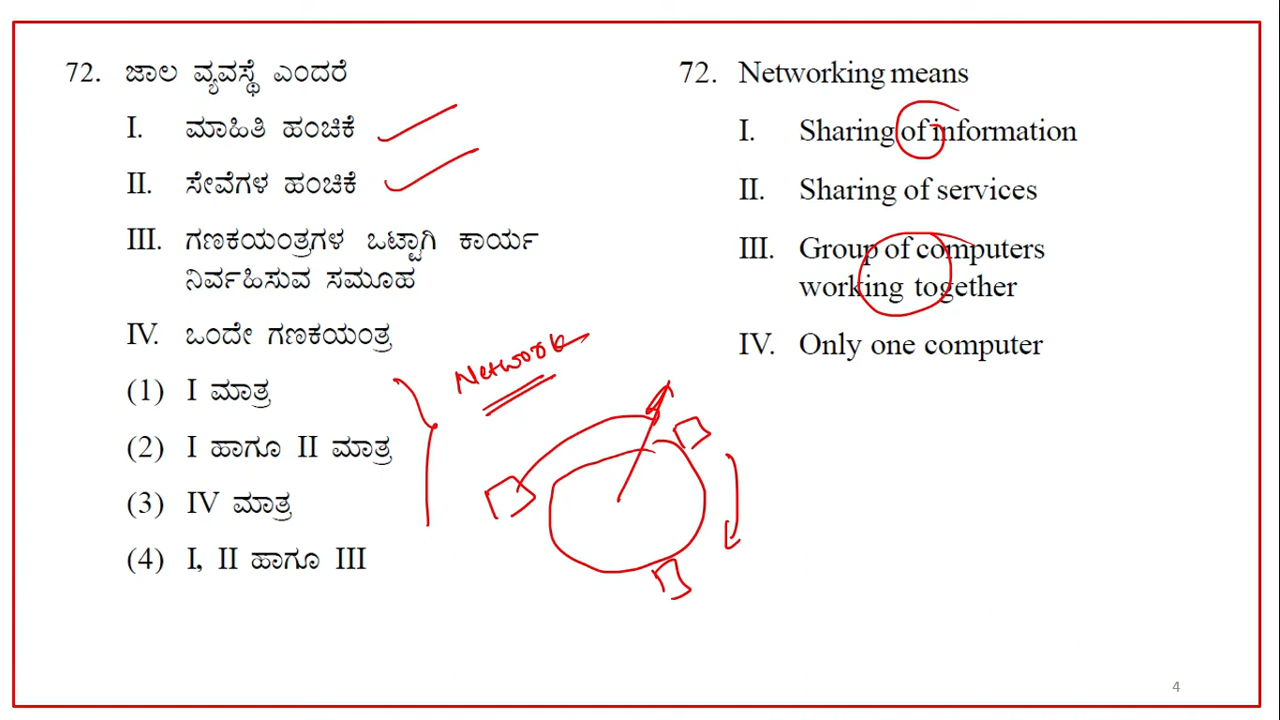 72. ಜಾಲ ವ್ಯವಸ್ಥೆ ಎಂದರೆ
I. ಮಾಹಿತಿ ಹಂಚಿಕೆ
II. ಸೇವೆಗಳ ಹಂಚಿಕೆ
III. ಗಣಕಯಂತ್ರಗಳ ಒಟ್ಟಾಗಿ ಕಾರ್ಯ
ನಿರ್ವಹಿಸುವ ಸಮೂಹ
IV. ಒಂದೇ ಗಣಕಯಂತ್ರ
(1) I ಮಾತ್ರ
(2) I ಹಾಗೂ II ಮಾತ್ರ
(3) IV ಮಾತ್ರ
(4) I, II ಹಾಗೂ III
Network
72. Networking means
I. Sharing of information
II. Sharing of services
III. Group of computers
working together
IV. Only one computer
4